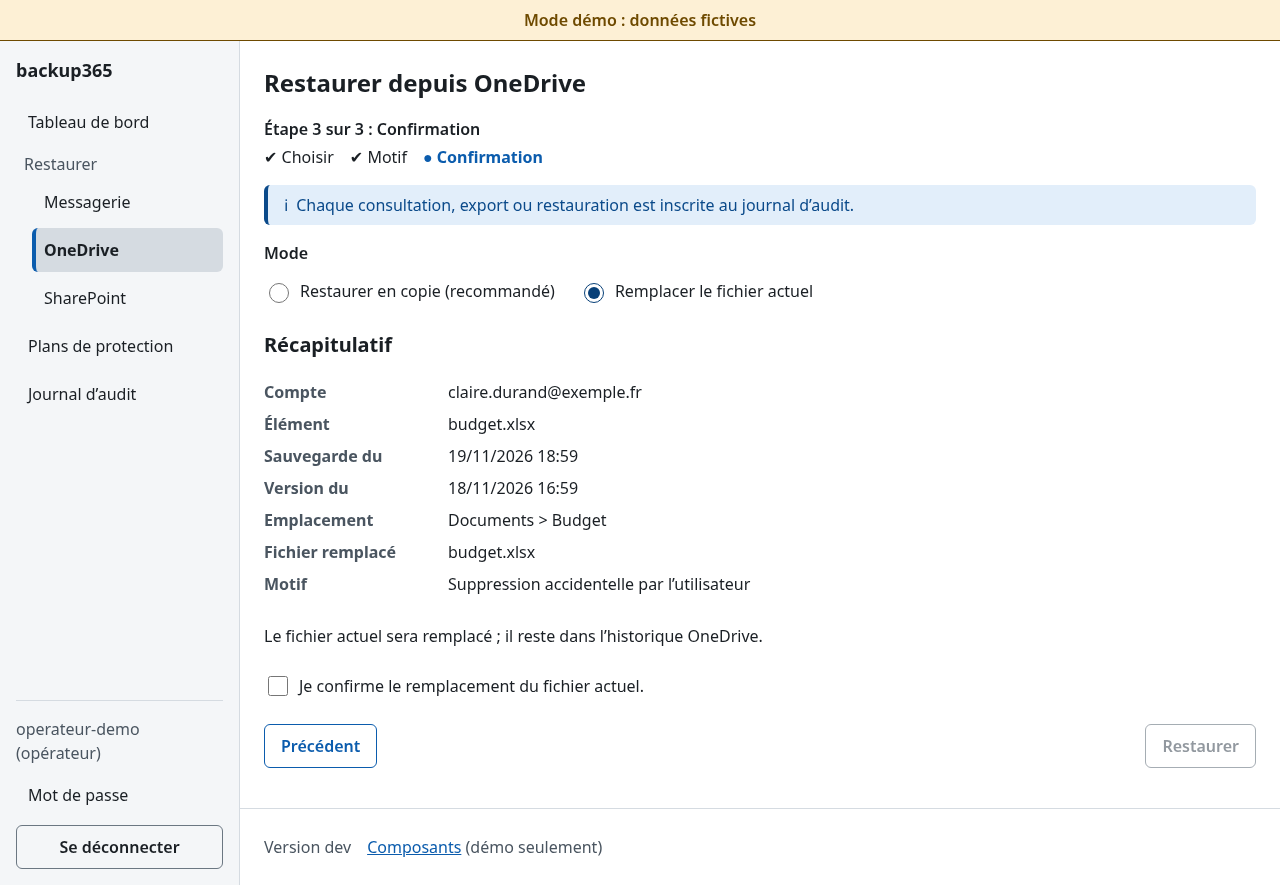 Mode démo : données fictives
backup365
Tableau de bord
Restaurer
Messagerie
OneDrive
SharePoint
Plans de protection
Journal d’audit
operateur-demo
(opérateur)
Mot de passe
Se déconnecter
Restaurer depuis OneDrive
Étape 3 sur 3 : Confirmation
✔ Choisir ✔ Motif ● Confirmation
i Chaque consultation, export ou restauration est inscrite au journal d’audit.
Mode
Restaurer en copie (recommandé) Remplacer le fichier actuel
Récapitulatif
Compte claire.durand@exemple.fr
Élément budget.xlsx
Sauvegarde du 19/11/2026 18:59
Version du 18/11/2026 16:59
Emplacement Documents > Budget
Fichier remplacé budget.xlsx
Motif Suppression accidentelle par l’utilisateur
Le fichier actuel sera remplacé ; il reste dans l’historique OneDrive.
Je confirme le remplacement du fichier actuel.
Précédent Restaurer
Version dev Composants (démo seulement)